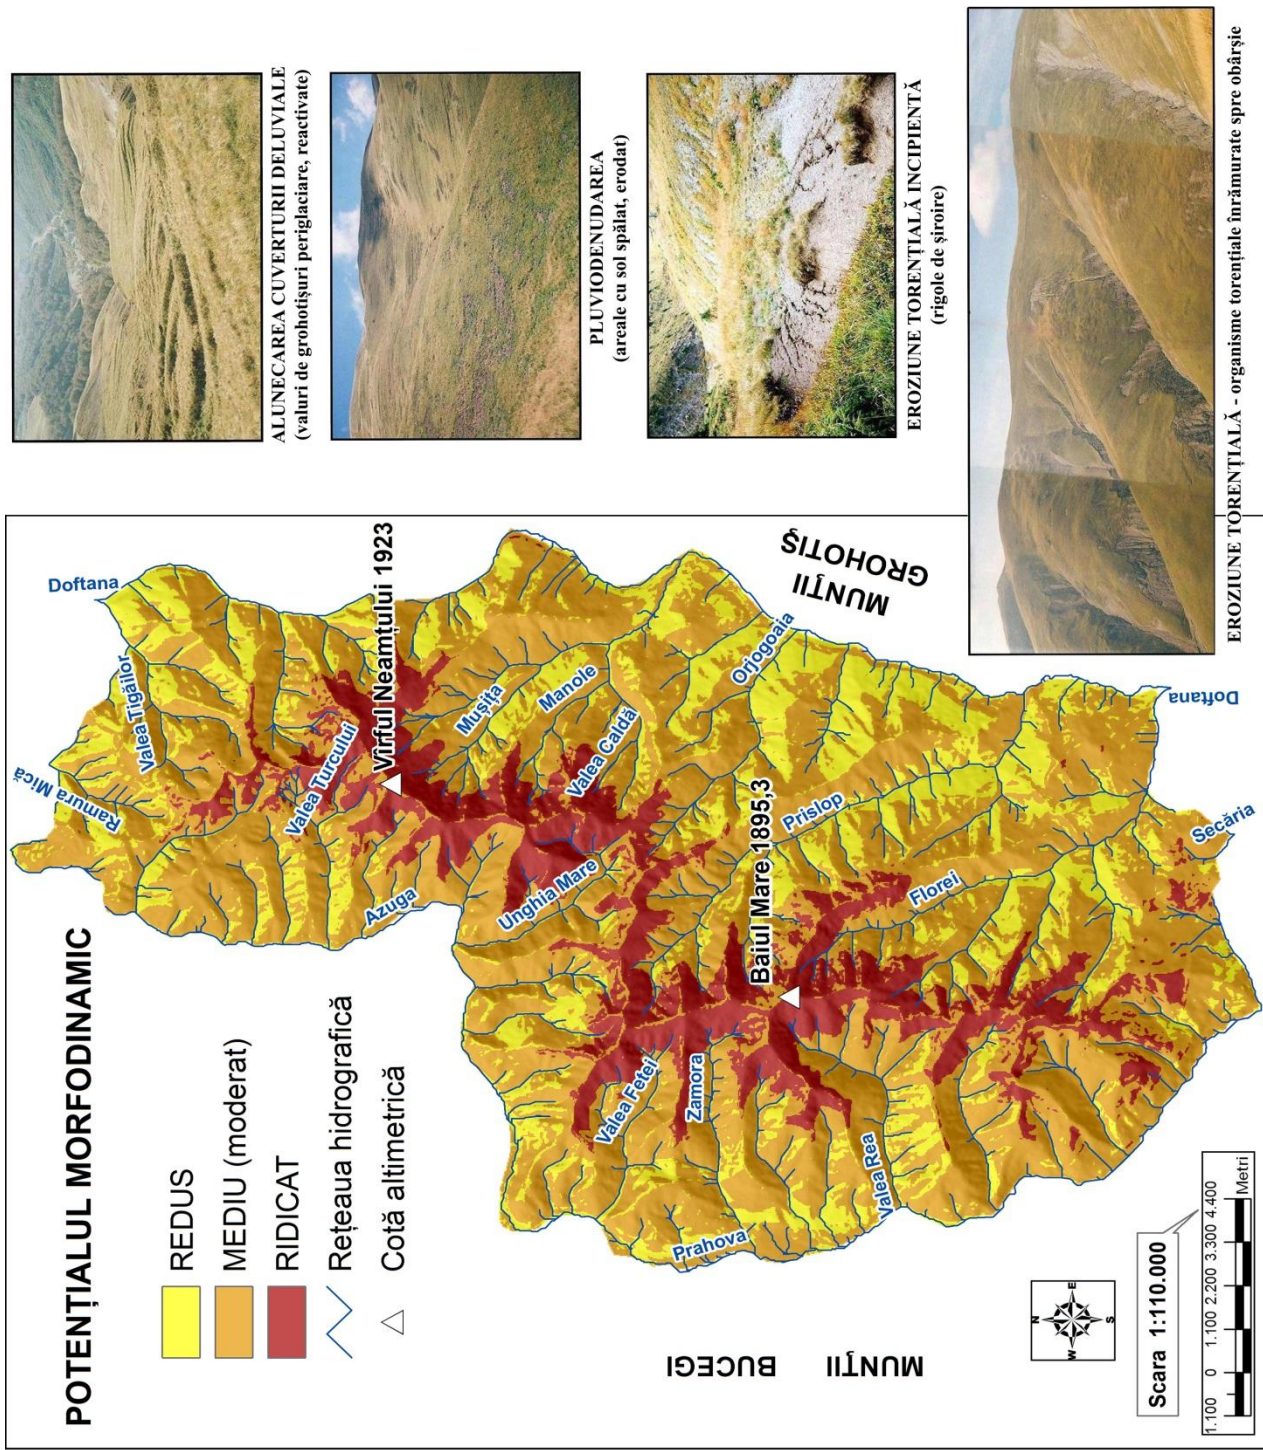 POTENȚIALUL MORFODINAMIC
REDUS
MEDIU (moderat)
RIDICAT
Rețeaua hidrografică
Cotă altimetrică
Ramura Mică
Doftana
Valea Tigăilor
Valea Turcului
Vîrful Neamțului 1923
Azuga
Mușița
Manole
Unghia Mare
Valea Caldă
Orjogoaia
MUNȚII
GROHOTIȘ
Valea Fetei
Zamora
Baiul Mare 1895,3
Prislop
Prahova
Valea Rea
Florei
Doftana
Secăria
MUNȚII BUCEGI
N
W E
S
Scara 1:110.000
1.100 0 1.100 2.200 3.300 4.400
Metri
ALUNECAREA CUVERTURII DELUVIALE
(valuri de grohotișuri periglaciare, reactivate)
PLUVIODENUDAREA
(areale cu sol spălat, erodat)
EROZIUNE TORENȚIALĂ INCIPIENTĂ
(rigole de șiroire)
EROZIUNE TORENȚIALĂ - organisme torențiale înrămurate spre obârșie